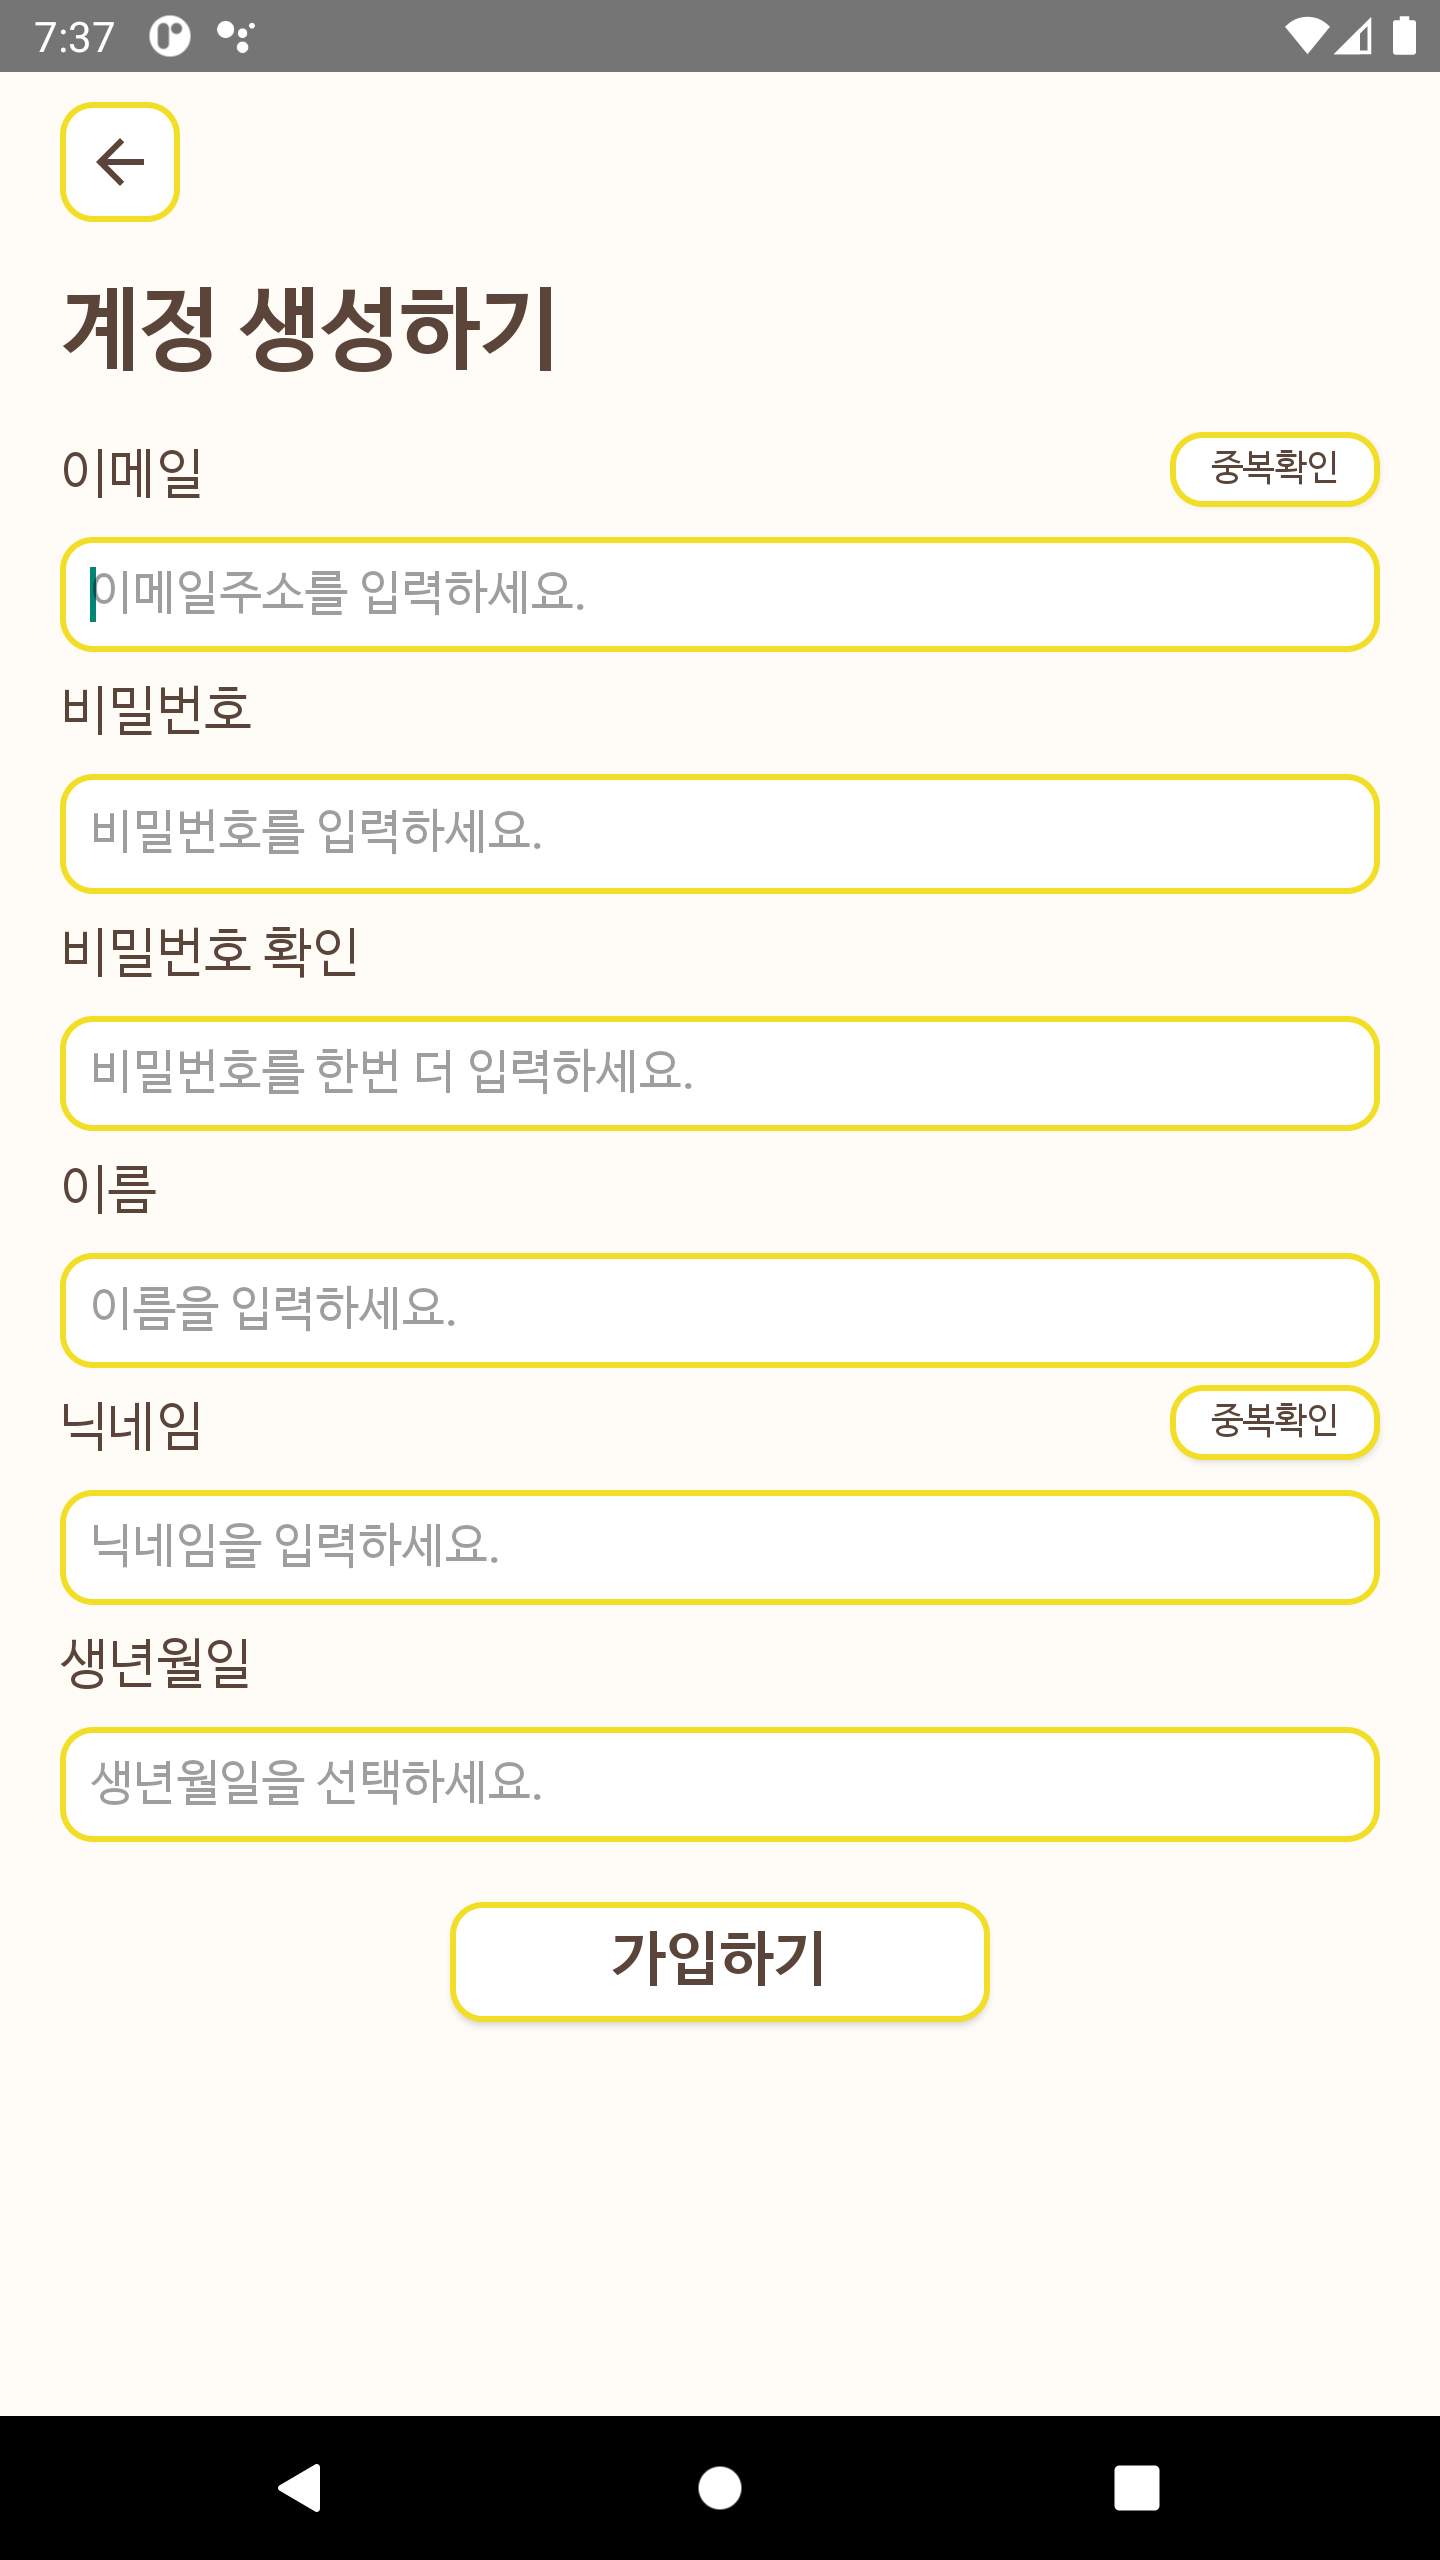 7:37
계정 생성하기
이메일
중복확인
이메일주소를 입력하세요.
비밀번호
비밀번호를 입력하세요.
비밀번호 확인
비밀번호를 한번 더 입력하세요.
이름
이름을 입력하세요.
닉네임
중복확인
닉네임을 입력하세요.
생년월일
생년월일을 선택하세요.
가입하기